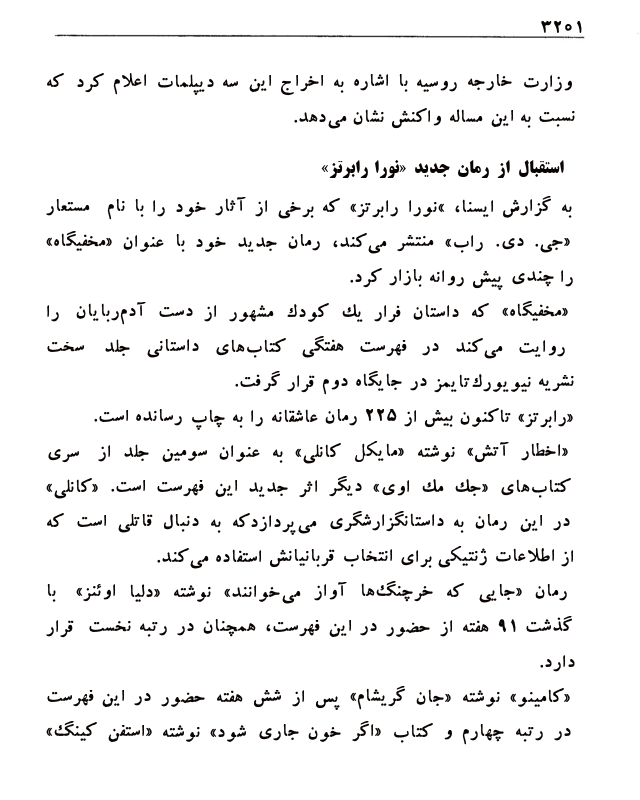 ۳۲۵۱
وزارت خارجه روسیه با اشاره به اخراج این سه دیپلمات اعلام کرد که
نسبت به این مساله واکنش نشان می‌دهد.
استقبال از رمان جدید «نورا رابرتز»
به گزارش ایسنا، »نورا رابرتز» که برخی از آثار خود را با نام مستعار
«جی. دی. راب» منتشر می‌کند، رمان جدید خود با عنوان «مخفیگاه»
را چندی پیش روانه بازار کرد.
«مخفیگاه» که داستان فرار یك کودك مشهور از دست آدم‌ربایان را
روایت می‌کند در فهرست هفتگی کتاب‌های داستانی جلد سخت
نشریه نیویورك‌تایمز در جایگاه دوم قرار گرفت.
«رابرتز» تاکنون بیش از ۲۲۵ رمان عاشقانه را به چاپ رسانده است.
«اخطار آتش» نوشته «مایکل کانلی» به عنوان سومین جلد از سری
کتاب‌های «جك مك اوی» دیگر اثر جدید این فهرست است. «کانلی»
در این رمان به داستانگزارشگری می‌پردازدکه به دنبال قاتلی است که
از اطلاعات ژنتیکی برای انتخاب قربانیانش استفاده می‌کند.
رمان «جایی که خرچنگ‌ها آواز می‌خوانند» نوشته «دلیا اوئنز» با
گذشت ۹۱ هفته از حضور در این فهرست، همچنان در رتبه نخست قرار
دارد.
«کامینو» نوشته «جان گریشام» پس از شش هفته حضور در این فهرست
در رتبه چهارم و کتاب «اگر خون جاری شود» نوشته «استفن کینگ»